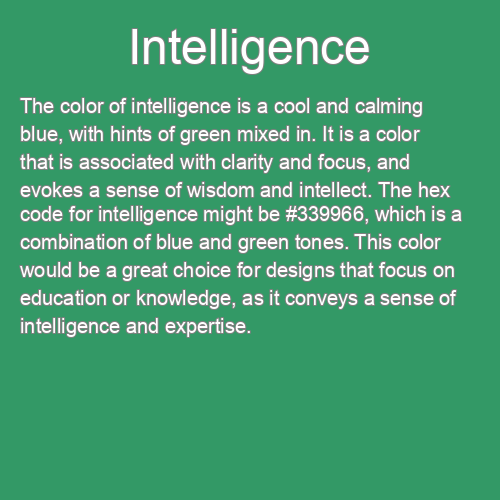 Intelligence
The color of intelligence is a cool and calming
blue, with hints of green mixed in. It is a color
that is associated with clarity and focus, and
evokes a sense of wisdom and intellect. The hex
code for intelligence might be #339966, which is a
combination of blue and green tones. This color
would be a great choice for designs that focus on
education or knowledge, as it conveys a sense of
intelligence and expertise.